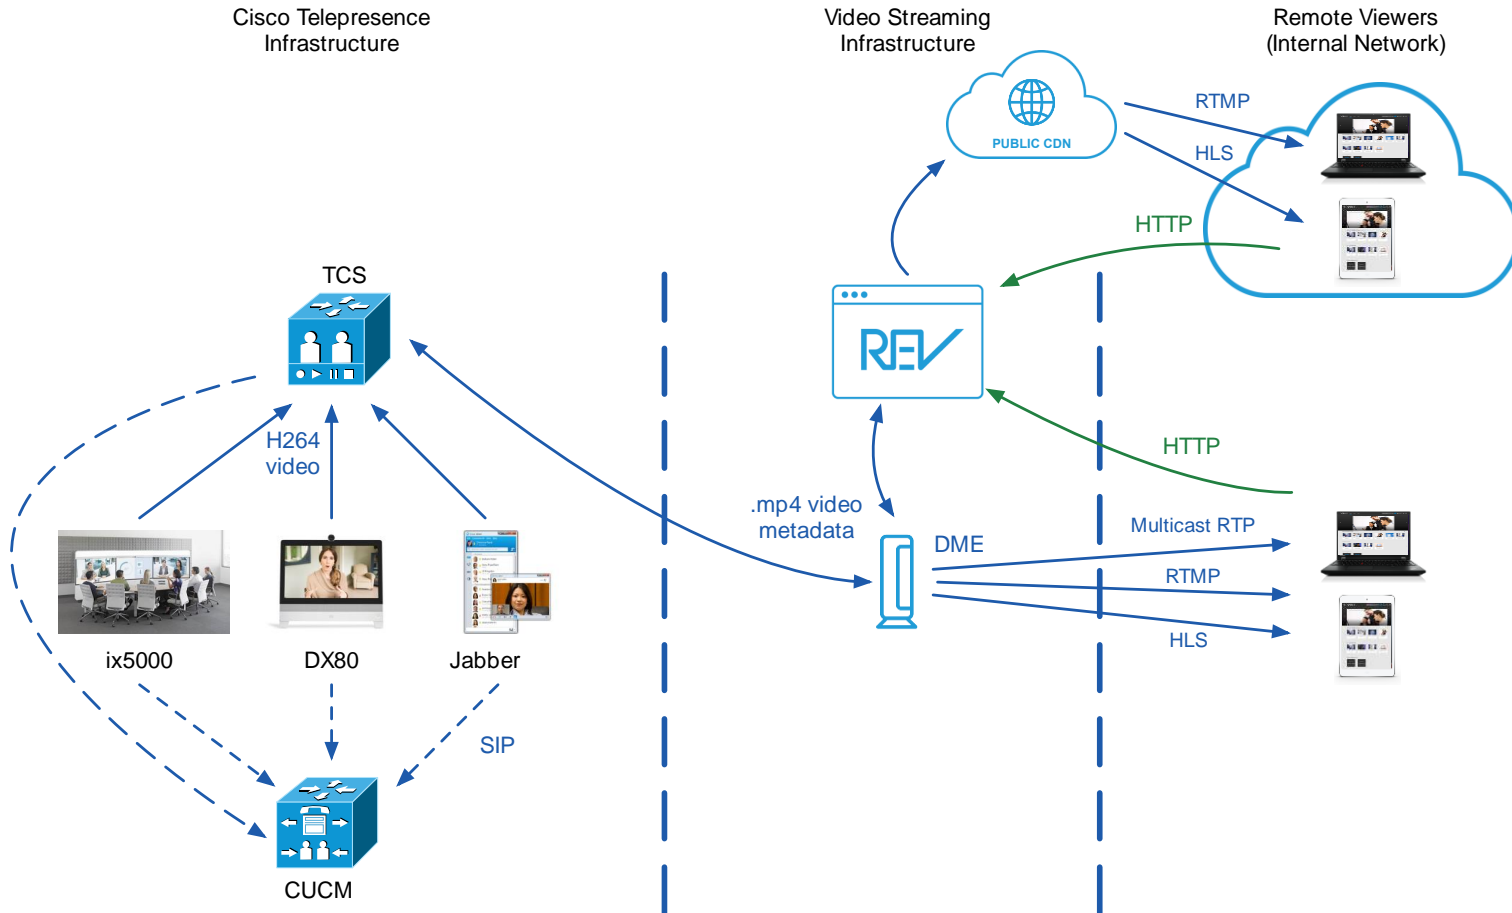 Cisco Telepresence
Infrastructure
Video Streaming
Infrastructure
Remote Viewers
(Internal Network)
PUBLIC CDN
RTMP
HLS
HTTP
TCS
REV
H264
video
HTTP
.mp4 video
metadata
DME
Multicast RTP
RTMP
HLS
ix5000
DX80
Jabber
SIP
CUCM